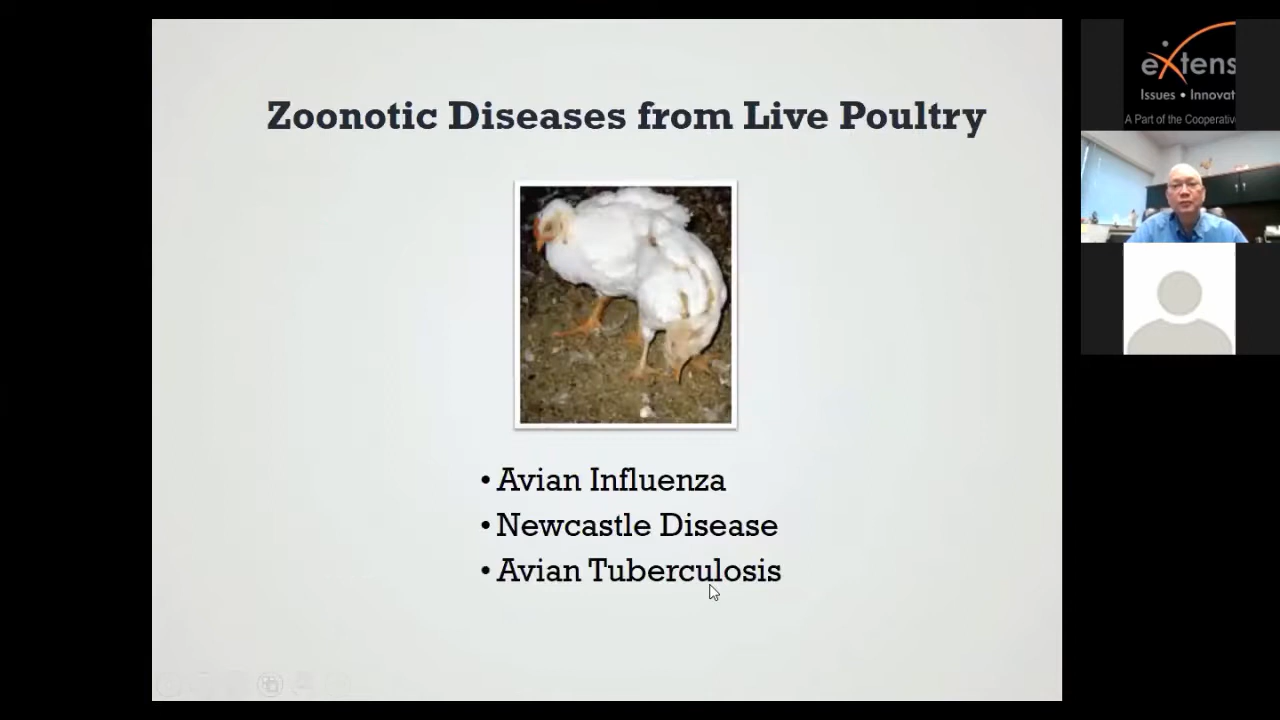 Zoonotic Diseases from Live Poultry
• Avian Influenza
• Newcastle Disease
• Avian Tuberculosis
eXtens
Issues • Innovat
A Part of the Cooperative